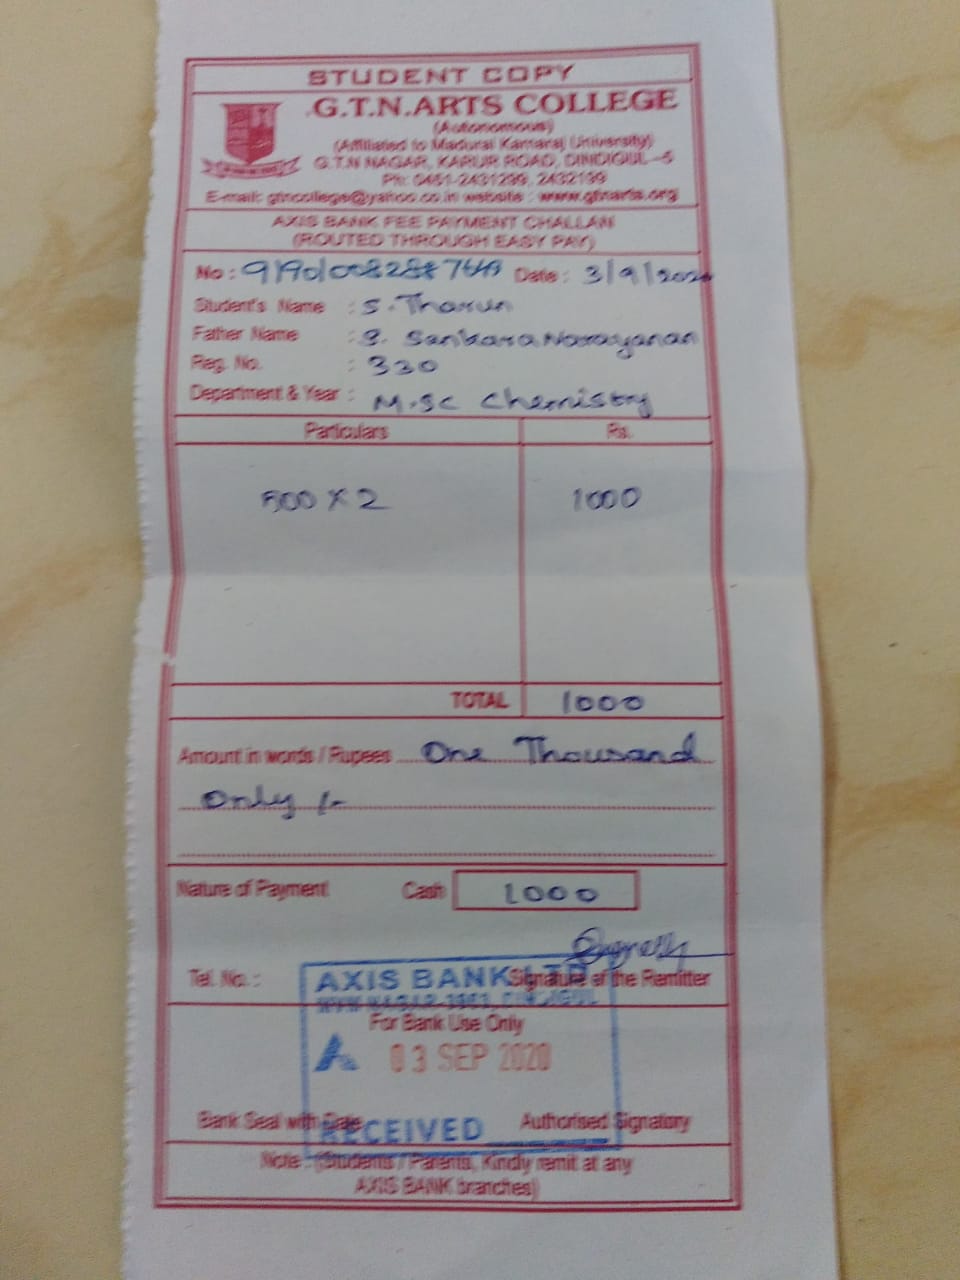 STUDENT COPY
G.T.N.ARTS COLLEGE
(Autonomous)
(Affiliated to Madurai Kamaraj University)
G.T.N NAGAR, KARUR ROAD, DINDIGUL-5
Ph: 0451-2431299, 2432199
E-mail: gtncollege@yahoo.co.in website : www.gtnarts.org
AXIS BANK FEE PAYMENT CHALLAN
(ROUTED THROUGH EASY PAY)
No : Date : 3/9/2020
Student's Name : S. Tharun
Father Name : S. Sankara Narayanan
Reg. No. : 330
Department & Year : M.Sc Chemistry
Particulars Rs.
500 X 2 1000
TOTAL 1000
Amount in words / Rupees One Thousand
Only /-
Nature of Payment Cash 1000
Tel. No. : Signature of the Remitter
AXIS BANK LTD
DINDIGUL
For Bank Use Only
03 SEP 2020
Bank Seal with Date Authorised Signatory
RECEIVED
Note : (Students / Parents, Kindly remit at any
AXIS BANK branches)